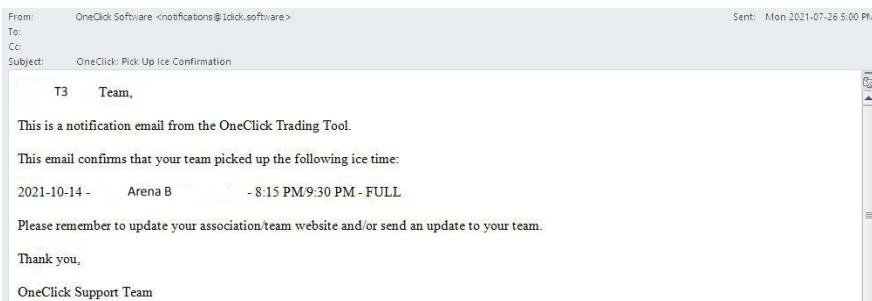 From: OneClick Software <notifications@1click.software> Sent: Mon 2021-07-26 5:00 PM
To:
Cc:
Subject: OneClick: Pick Up Ice Confirmation
T3 Team,
This is a notification email from the OneClick Trading Tool.
This email confirms that your team picked up the following ice time:
2021-10-14 - Arena B - 8:15 PM/9:30 PM - FULL
Please remember to update your association/team website and/or send an update to your team.
Thank you,
OneClick Support Team